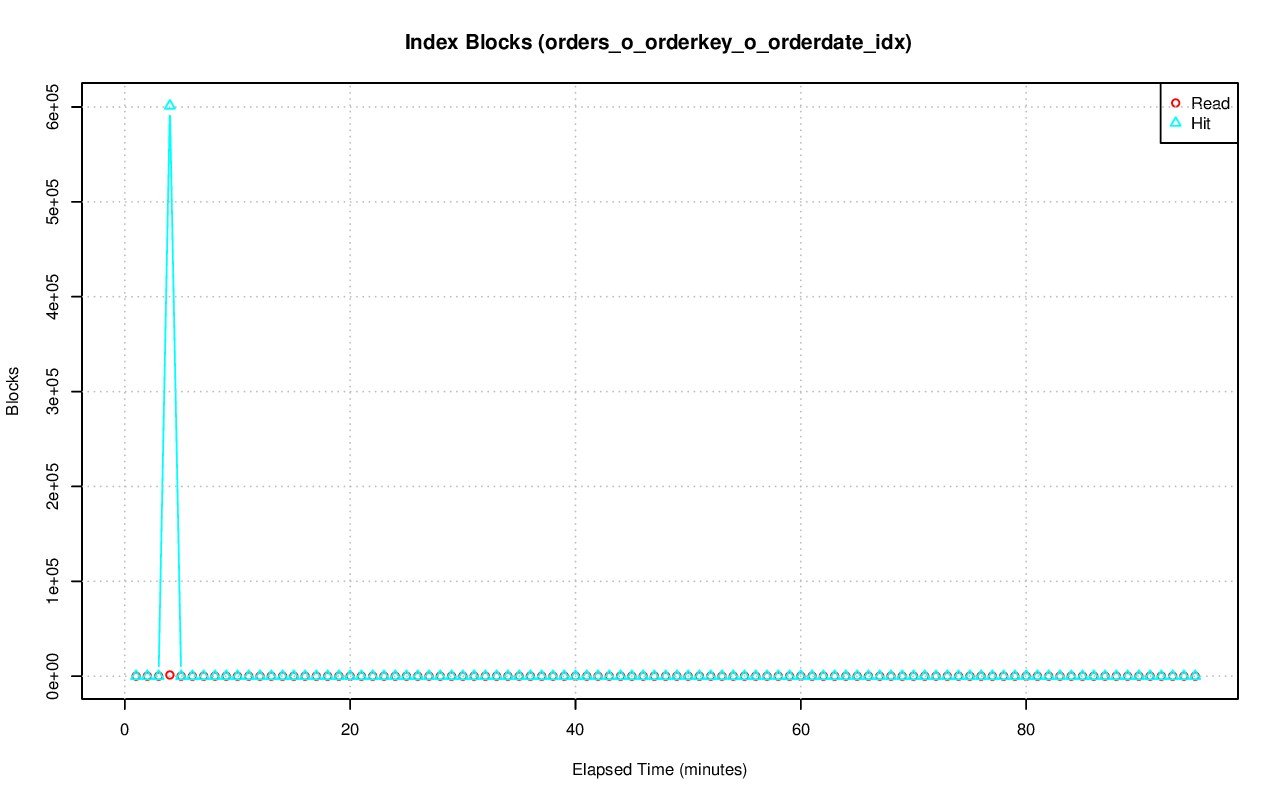 Index Blocks (orders_o_orderkey_o_orderdate_idx)
Read
Hit
6e+05
5e+05
4e+05
3e+05
2e+05
1e+05
0e+00
Blocks
0 20 40 60 80
Elapsed Time (minutes)